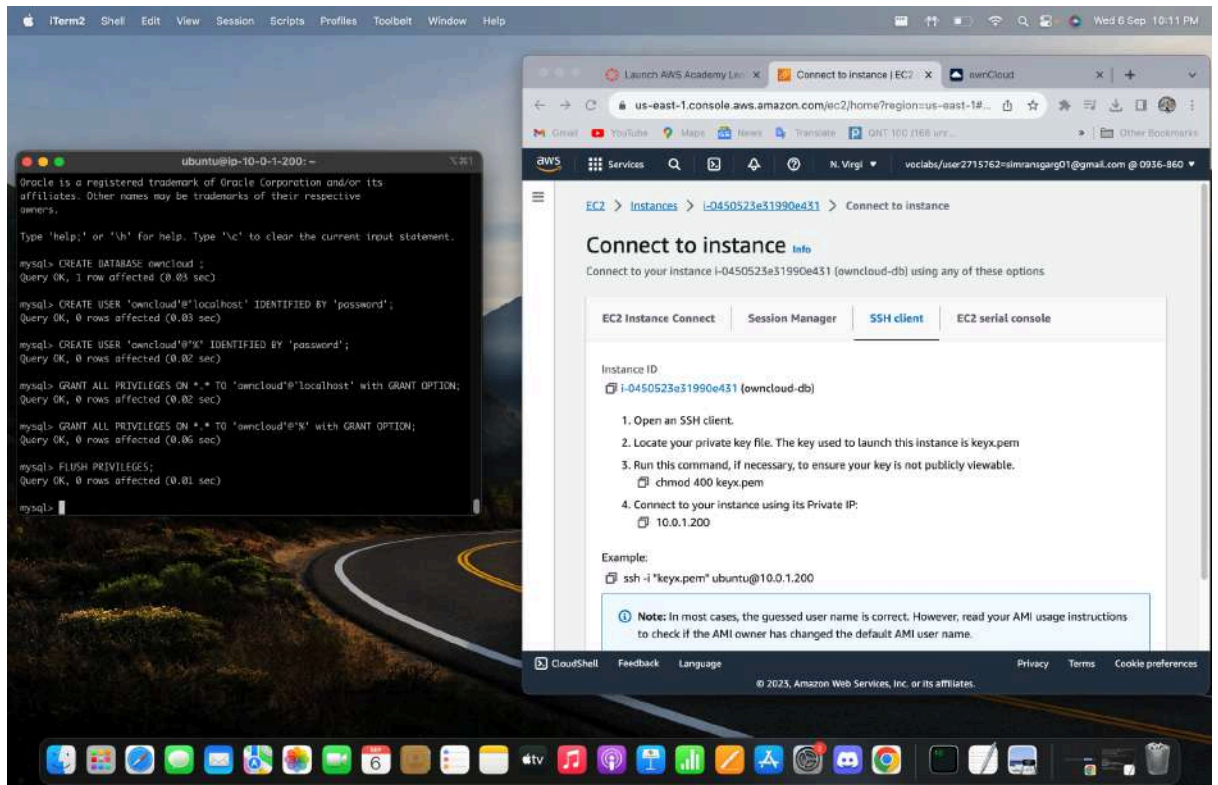 iTerm2 Shell Edit View Session Scripts Profiles Toolbelt Window Help
Wed 6 Sep 10:11 PM
ubuntu@ip-10-0-1-200: ~
⌥⌘1
Oracle is a registered trademark of Oracle Corporation and/or its
affiliates. Other names may be trademarks of their respective
owners.
Type 'help;' or '\h' for help. Type '\c' to clear the current input statement.
mysql> CREATE DATABASE owncloud ;
Query OK, 1 row affected (0.03 sec)
mysql> CREATE USER 'owncloud'@'localhost' IDENTIFIED BY 'password';
Query OK, 0 rows affected (0.03 sec)
mysql> CREATE USER 'owncloud'@'%' IDENTIFIED BY 'password';
Query OK, 0 rows affected (0.02 sec)
mysql> GRANT ALL PRIVILEGES ON *.* TO 'owncloud'@'localhost' with GRANT OPTION;
Query OK, 0 rows affected (0.02 sec)
mysql> GRANT ALL PRIVILEGES ON *.* TO 'owncloud'@'%' with GRANT OPTION;
Query OK, 0 rows affected (0.06 sec)
mysql> FLUSH PRIVILEGES;
Query OK, 0 rows affected (0.01 sec)
mysql>
Launch AWS Academy Le
Connect to instance | EC2
ownCloud
us-east-1.console.aws.amazon.com/ec2/home?region=us-east-1#...
Gmail YouTube Maps News Translate QNT 100 /166 Other Bookmarks
aws Services N. Virgi voclabs/user2715762=simransgarg01@gmail.com @ 0936-860
EC2 > Instances > i-0450523e31990e431 > Connect to instance
Connect to instance Info
Connect to your instance i-0450523e31990e431 (owncloud-db) using any of these options
EC2 Instance Connect Session Manager SSH client EC2 serial console
Instance ID
i-0450523e31990e431 (owncloud-db)
1. Open an SSH client.
2. Locate your private key file. The key used to launch this instance is keyx.pem
3. Run this command, if necessary, to ensure your key is not publicly viewable.
chmod 400 keyx.pem
4. Connect to your instance using its Private IP:
10.0.1.200
Example:
ssh -i "keyx.pem" ubuntu@10.0.1.200
Note: In most cases, the guessed user name is correct. However, read your AMI usage instructions
to check if the AMI owner has changed the default AMI user name.
CloudShell Feedback Language Privacy Terms Cookie preferences
© 2023, Amazon Web Services, Inc. or its affiliates.
SEP
6
tv